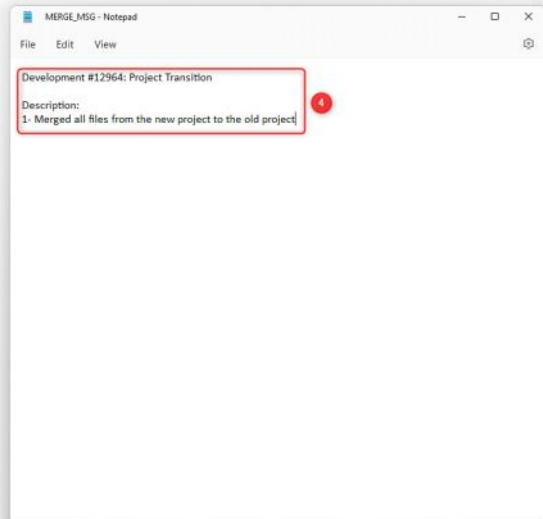 MERGE_MSG - Notepad
File Edit View
Development #12964: Project Transition
Description:
1- Merged all files from the new project to the old project
4